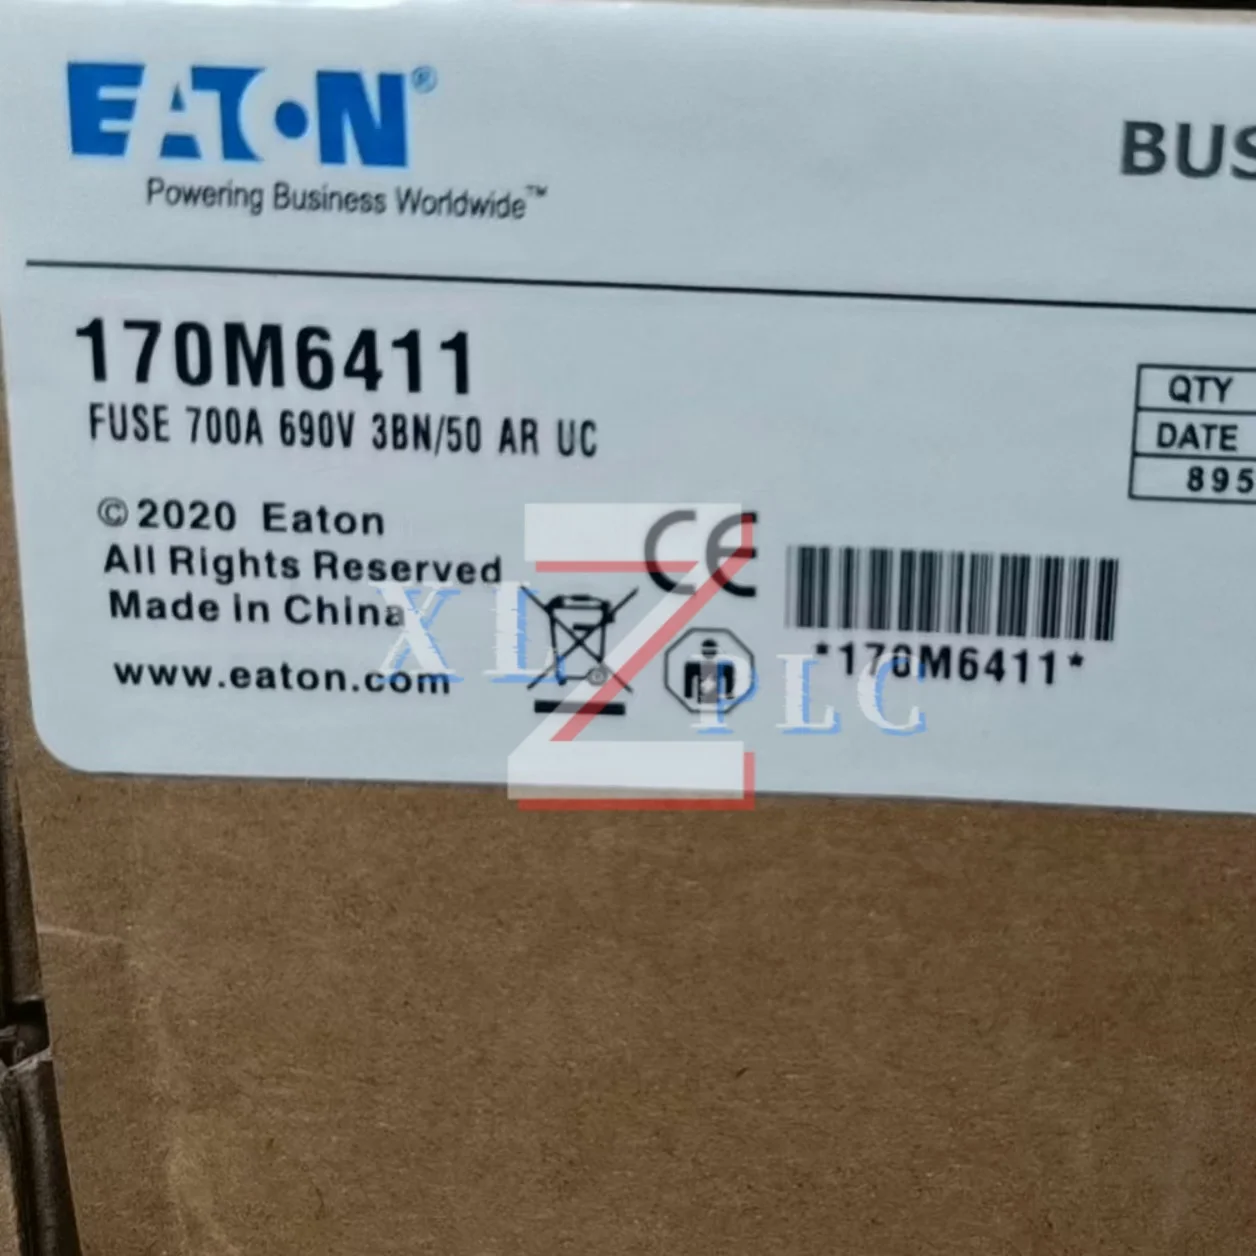 EATON®
Powering Business Worldwide™
BUS
170M6411
FUSE 700A 690V 3BN/50 AR UC
QTY
DATE
895
©2020 Eaton
All Rights Reserved
Made in China
www.eaton.com
CE
*170M6411*
XLZ PLC